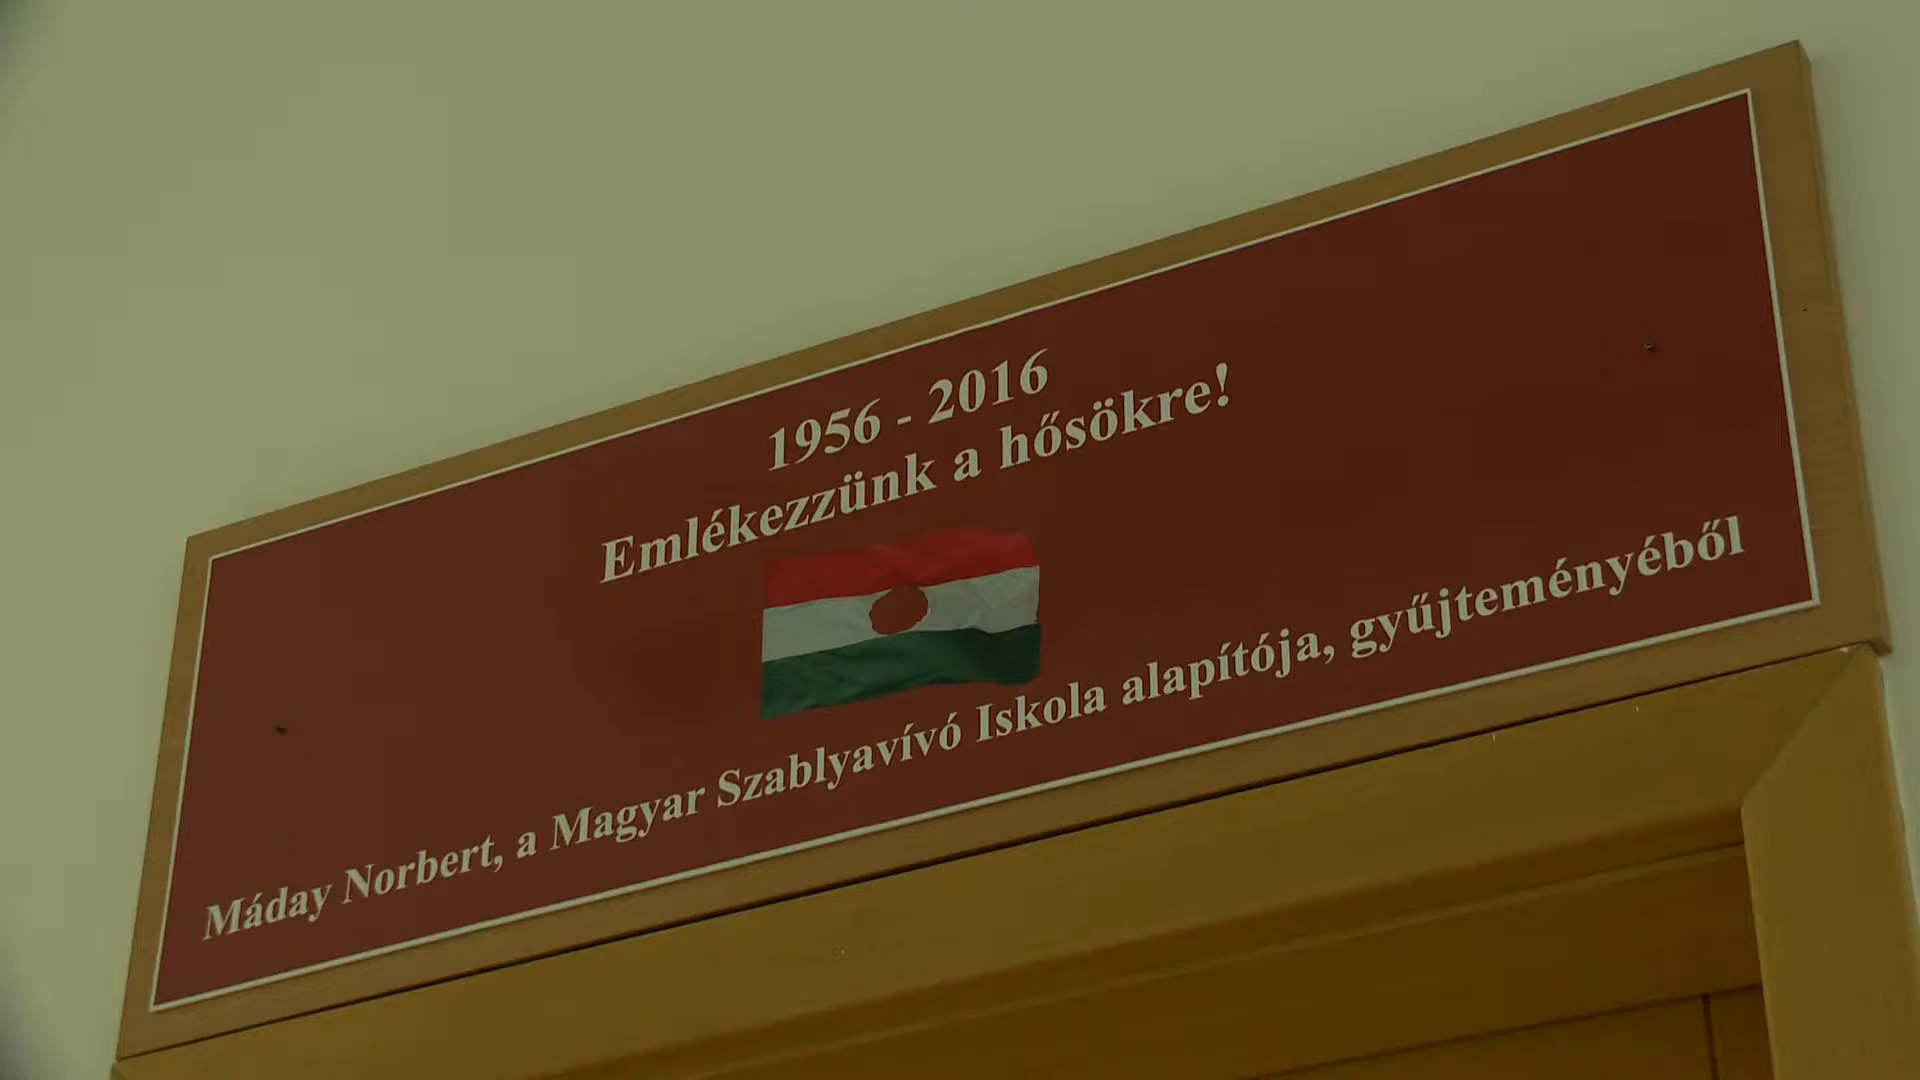 1956 - 2016
Emlékezzünk a hősökre!
Máday Norbert, a Magyar Szablyavívó Iskola alapítója, gyűjteményéből